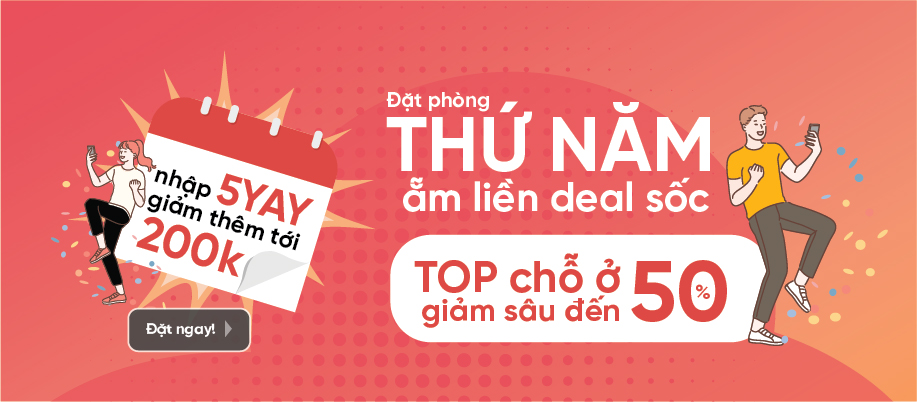 nhập 5YAY
giảm thêm tới
200k
Đặt ngay!
Đặt phòng
THỨ NĂM
ẵm liền deal sốc
TOP chỗ ở
giảm sâu đến 50%